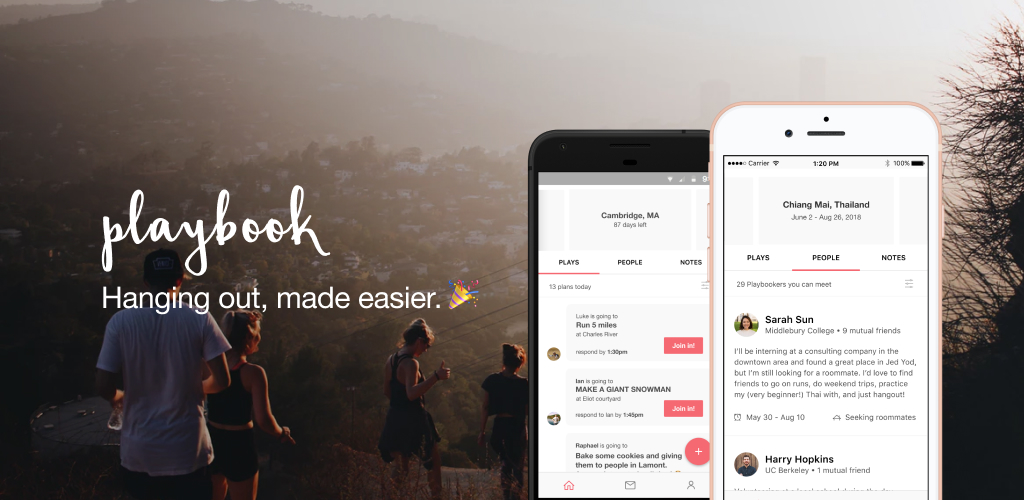 playbook
Hanging out, made easier. 🎉
Cambridge, MA
87 days left
PLAYS PEOPLE NOTES
13 plans today
Luke is going to
Run 5 miles
at Charles River
respond by 1:30pm
Join in!
Ian is going to
MAKE A GIANT SNOWMAN
at Eliot courtyard
respond to Ian by 1:45pm
Join in!
Raphael is going to
Bake some cookies and giving
them to people in Lamont.
+
Carrier 1:20 PM 100%
Chiang Mai, Thailand
June 2 - Aug 26, 2018
PLAYS PEOPLE NOTES
29 Playbookers you can meet
Sarah Sun
Middlebury College • 9 mutual friends
I'll be interning at a consulting company in the
downtown area and found a great place in Jed Yod,
but I'm still looking for a roommate. I'd love to find
friends to go on runs, do weekend trips, practice
my (very beginner!) Thai with, and just hangout!
May 30 - Aug 10 Seeking roommates
Harry Hopkins
UC Berkeley • 1 mutual friend